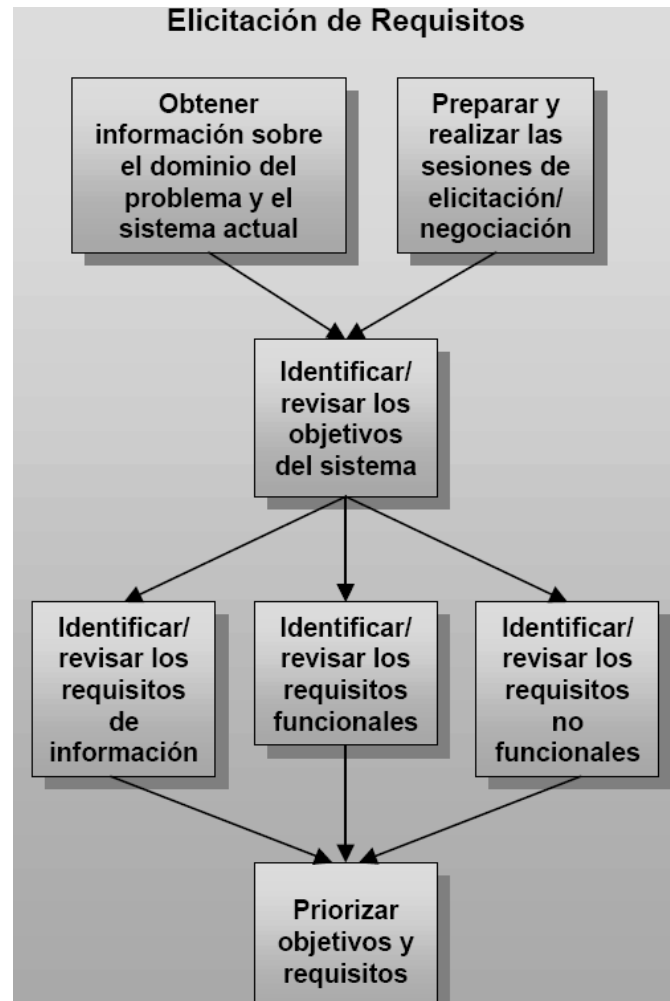 Elicitación de Requisitos
Obtener
información sobre
el dominio del
problema y el
sistema actual
Preparar y
realizar las
sesiones de
elicitación/
negociación
Identificar/
revisar los
objetivos
del sistema
Identificar/
revisar los
requisitos
de
información
Identificar/
revisar los
requisitos
funcionales
Identificar/
revisar los
requisitos
no
funcionales
Priorizar
objetivos y
requisitos